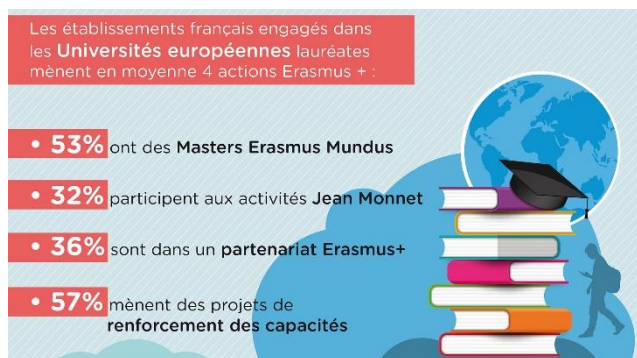 Les établissements français engagés dans
les Universités européennes lauréates
mènent en moyenne 4 actions Erasmus + :
• 53% ont des Masters Erasmus Mundus
• 32% participent aux activités Jean Monnet
• 36% sont dans un partenariat Erasmus+
• 57% mènent des projets de
renforcement des capacités